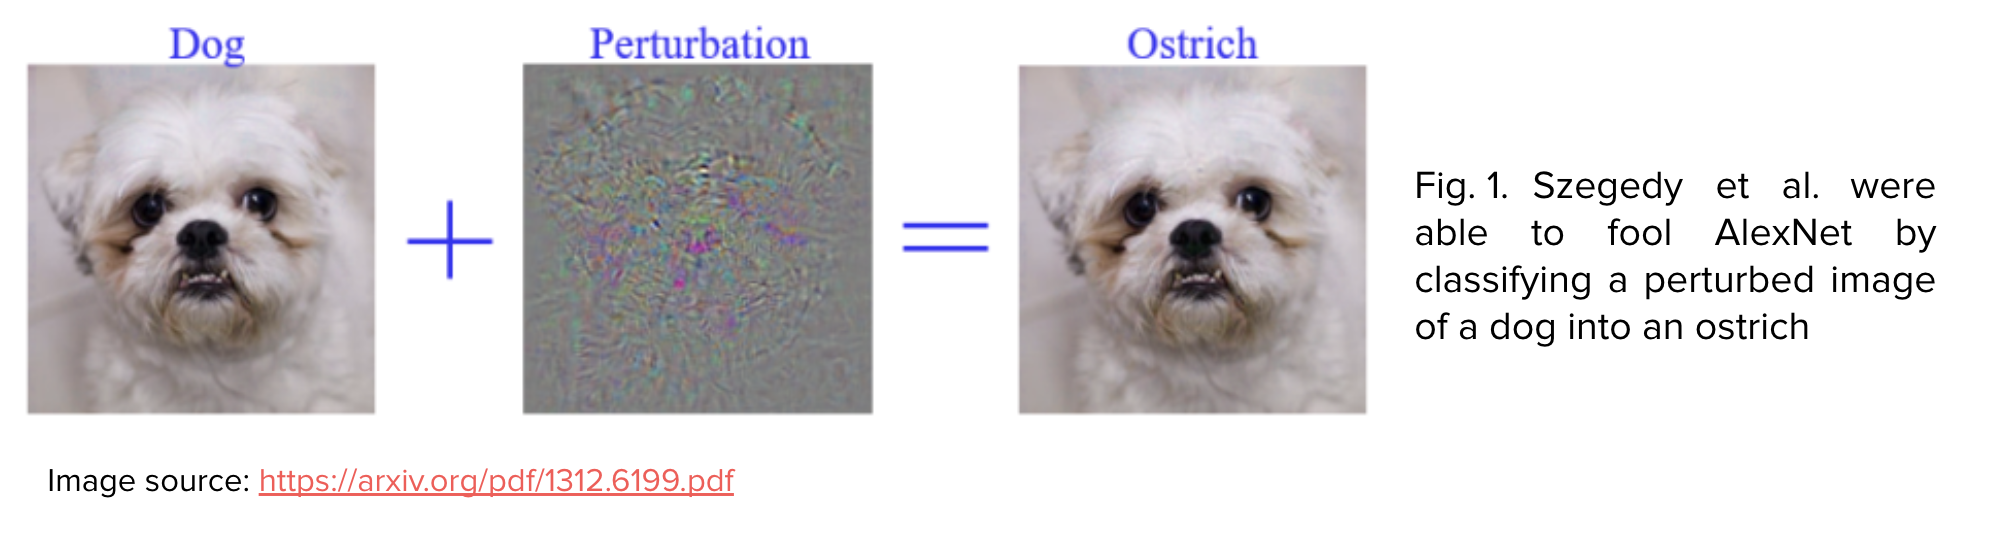 Dog
Perturbation
Ostrich
Fig. 1. Szegedy et al. were
able to fool AlexNet by
classifying a perturbed image
of a dog into an ostrich
Image source: https://arxiv.org/pdf/1312.6199.pdf